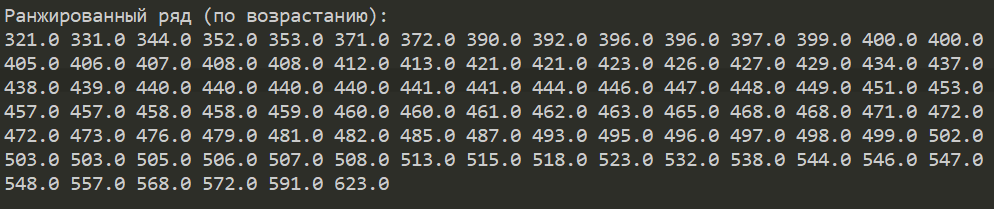 Ранжированный ряд (по возрастанию):
321.0 331.0 344.0 352.0 353.0 371.0 372.0 390.0 392.0 396.0 396.0 397.0 399.0 400.0 400.0
405.0 406.0 407.0 408.0 408.0 412.0 413.0 421.0 421.0 423.0 426.0 427.0 429.0 434.0 437.0
438.0 439.0 440.0 440.0 440.0 440.0 441.0 441.0 444.0 446.0 447.0 448.0 449.0 451.0 453.0
457.0 457.0 458.0 458.0 459.0 460.0 460.0 461.0 462.0 463.0 465.0 468.0 468.0 471.0 472.0
472.0 473.0 476.0 479.0 481.0 482.0 485.0 487.0 493.0 495.0 496.0 497.0 498.0 499.0 502.0
503.0 503.0 505.0 506.0 507.0 508.0 513.0 515.0 518.0 523.0 532.0 538.0 544.0 546.0 547.0
548.0 557.0 568.0 572.0 591.0 623.0